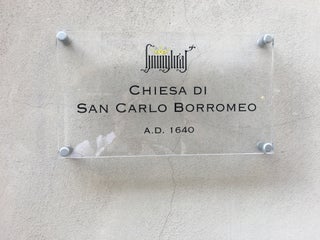 CHIESA DI
SAN CARLO BORROMEO
A.D. 1640